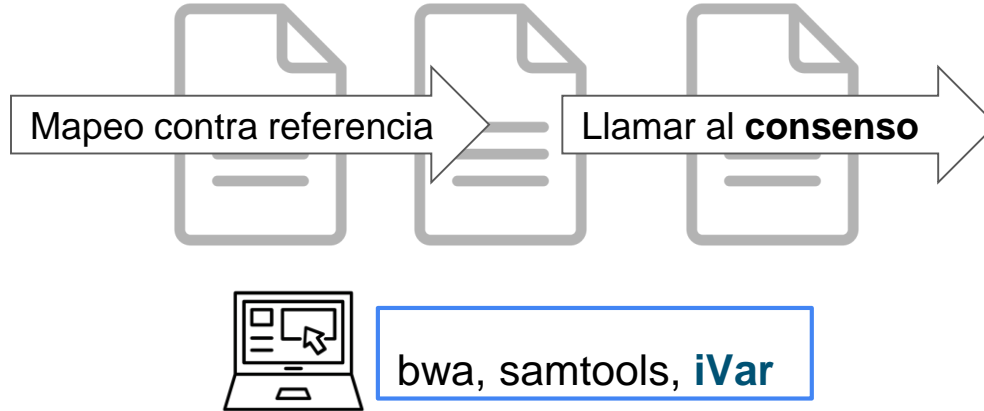 Mapeo contra referencia
Llamar al consenso
bwa, samtools, iVar